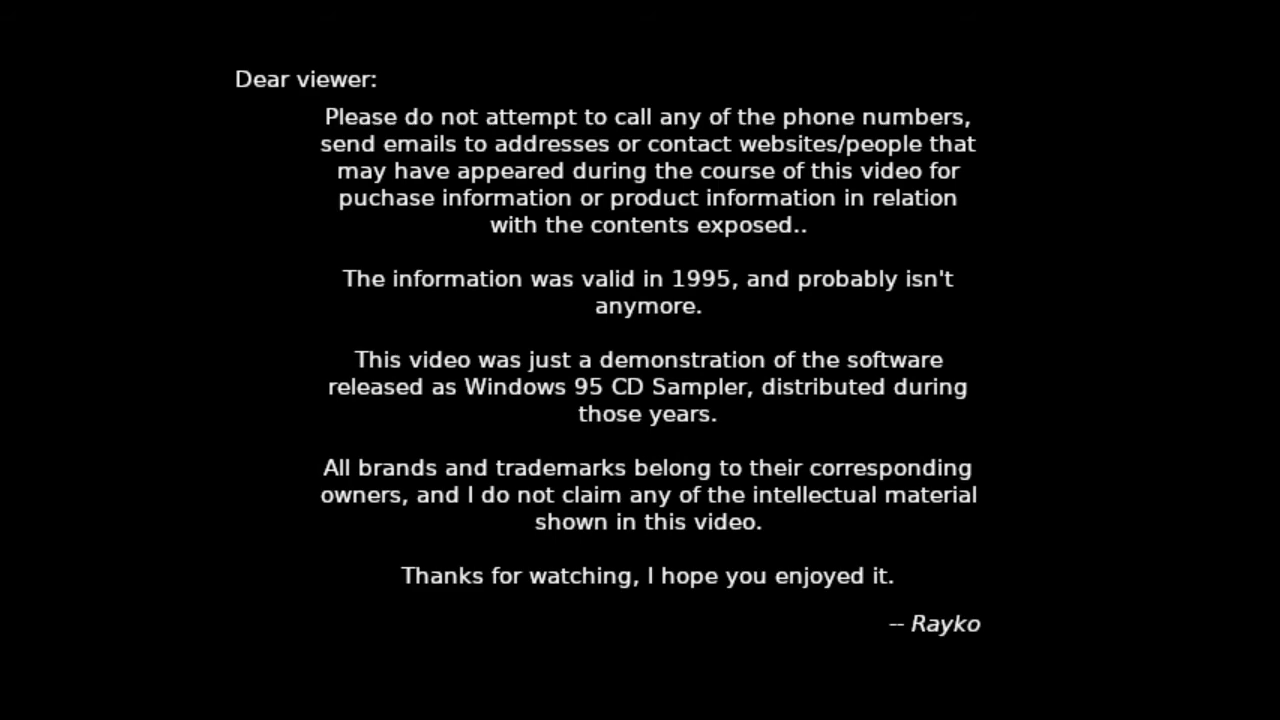 Dear viewer:
Please do not attempt to call any of the phone numbers,
send emails to addresses or contact websites/people that
may have appeared during the course of this video for
puchase information or product information in relation
with the contents exposed..
The information was valid in 1995, and probably isn't
anymore.
This video was just a demonstration of the software
released as Windows 95 CD Sampler, distributed during
those years.
All brands and trademarks belong to their corresponding
owners, and I do not claim any of the intellectual material
shown in this video.
Thanks for watching, I hope you enjoyed it.
-- Rayko